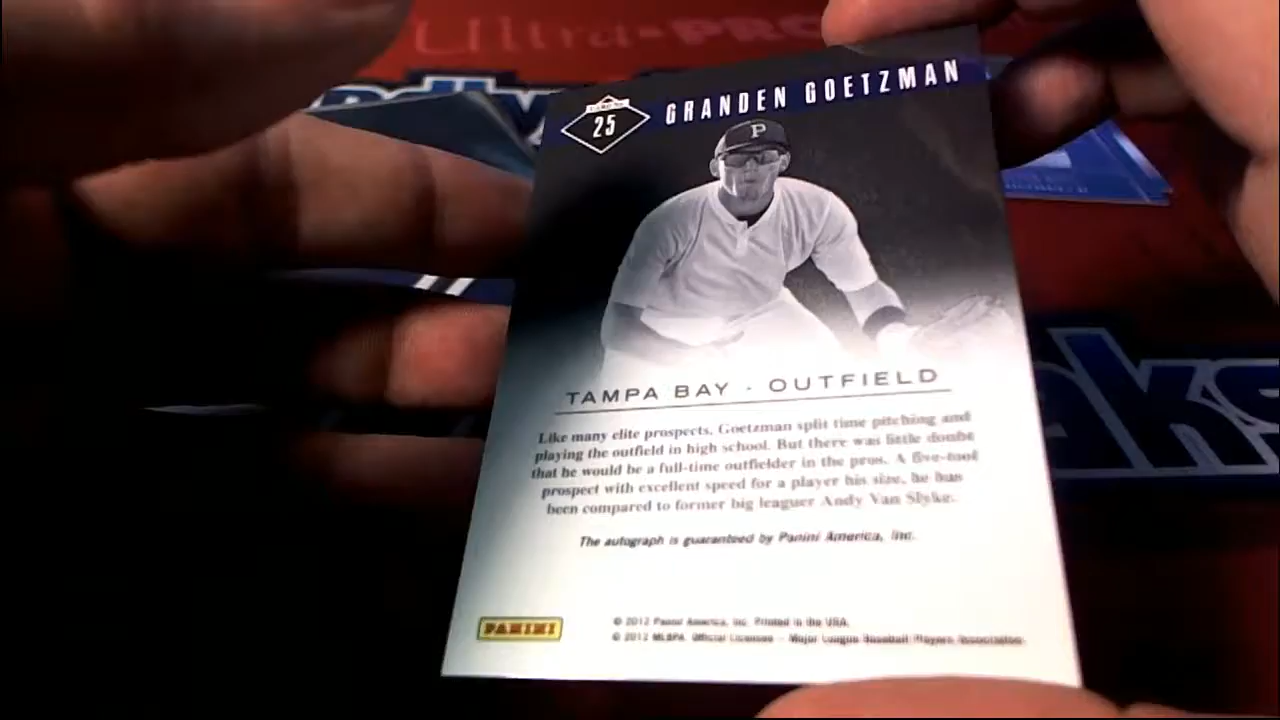 Ultra-PRO
25
GRANDEN GOETZMAN
P
TAMPA BAY - OUTFIELD
Like many elite prospects, Goetzman split time pitching and
playing the outfield in high school. But there was little doubt
that he would be a full-time outfielder in the pros. A five-tool
prospect with excellent speed for a player his size, he has
been compared to former big leaguer Andy Van Slyke.
The autograph is guaranteed by Panini America, Inc.
PANINI
© 2012 Panini America, Inc. Printed in the USA.
© 2012 MLBPA Official Licensee - Major League Baseball Players Association